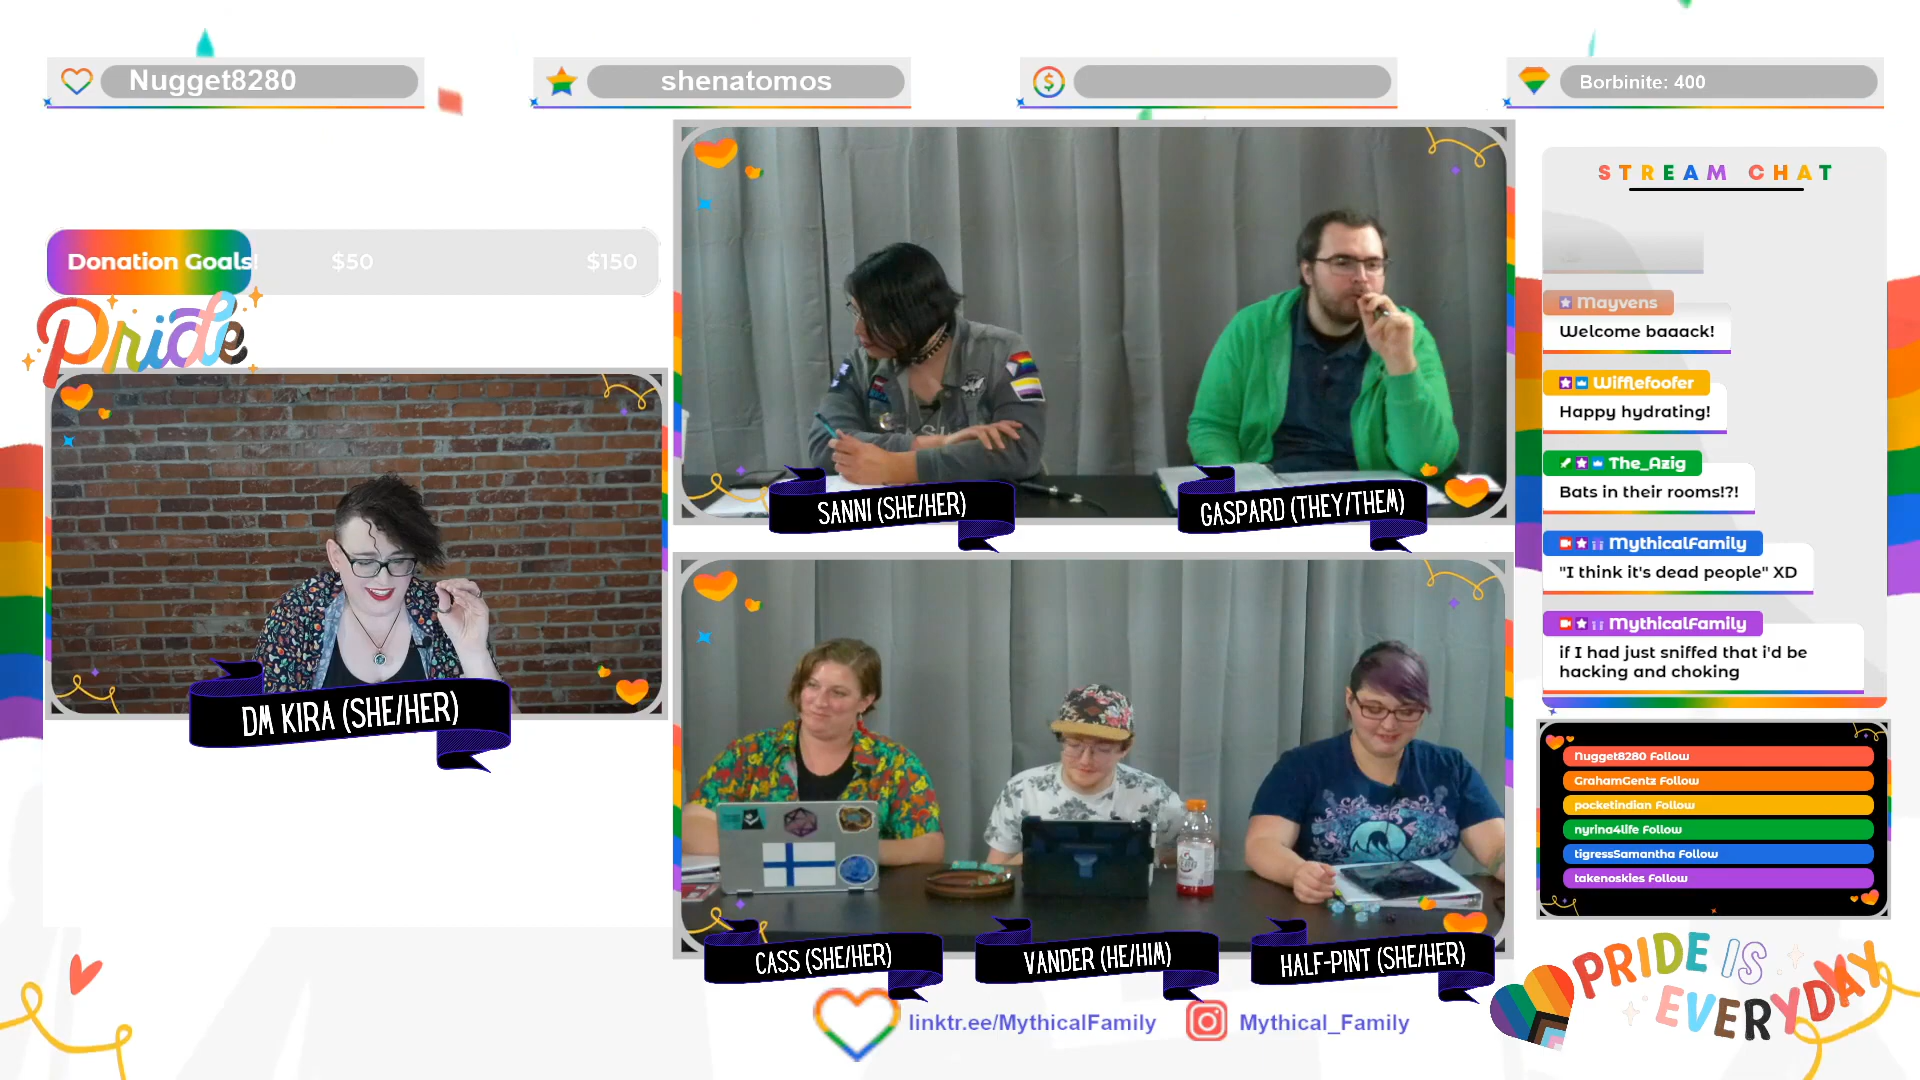 Nugget8280
shenatomos
Borbinite: 400
Donation Goals!
$50
$150
Pride
DM KIRA (SHE/HER)
SANNI (SHE/HER)
GASPARD (THEY/THEM)
CASS (SHE/HER)
VANDER (HE/HIM)
HALF-PINT (SHE/HER)
linktr.ee/MythicalFamily
Mythical_Family
STREAM CHAT
Mayvens
Welcome baaack!
Wifflefoofer
Happy hydrating!
The_Azig
Bats in their rooms!?!
MythicalFamily
"I think it's dead people" XD
MythicalFamily
if I had just sniffed that i'd be
hacking and choking
Nugget8280 Follow
GrahamGentz Follow
pocketindian Follow
nyrina4life Follow
tigressSamantha Follow
takenoskies Follow
PRIDE IS
EVERYDAY